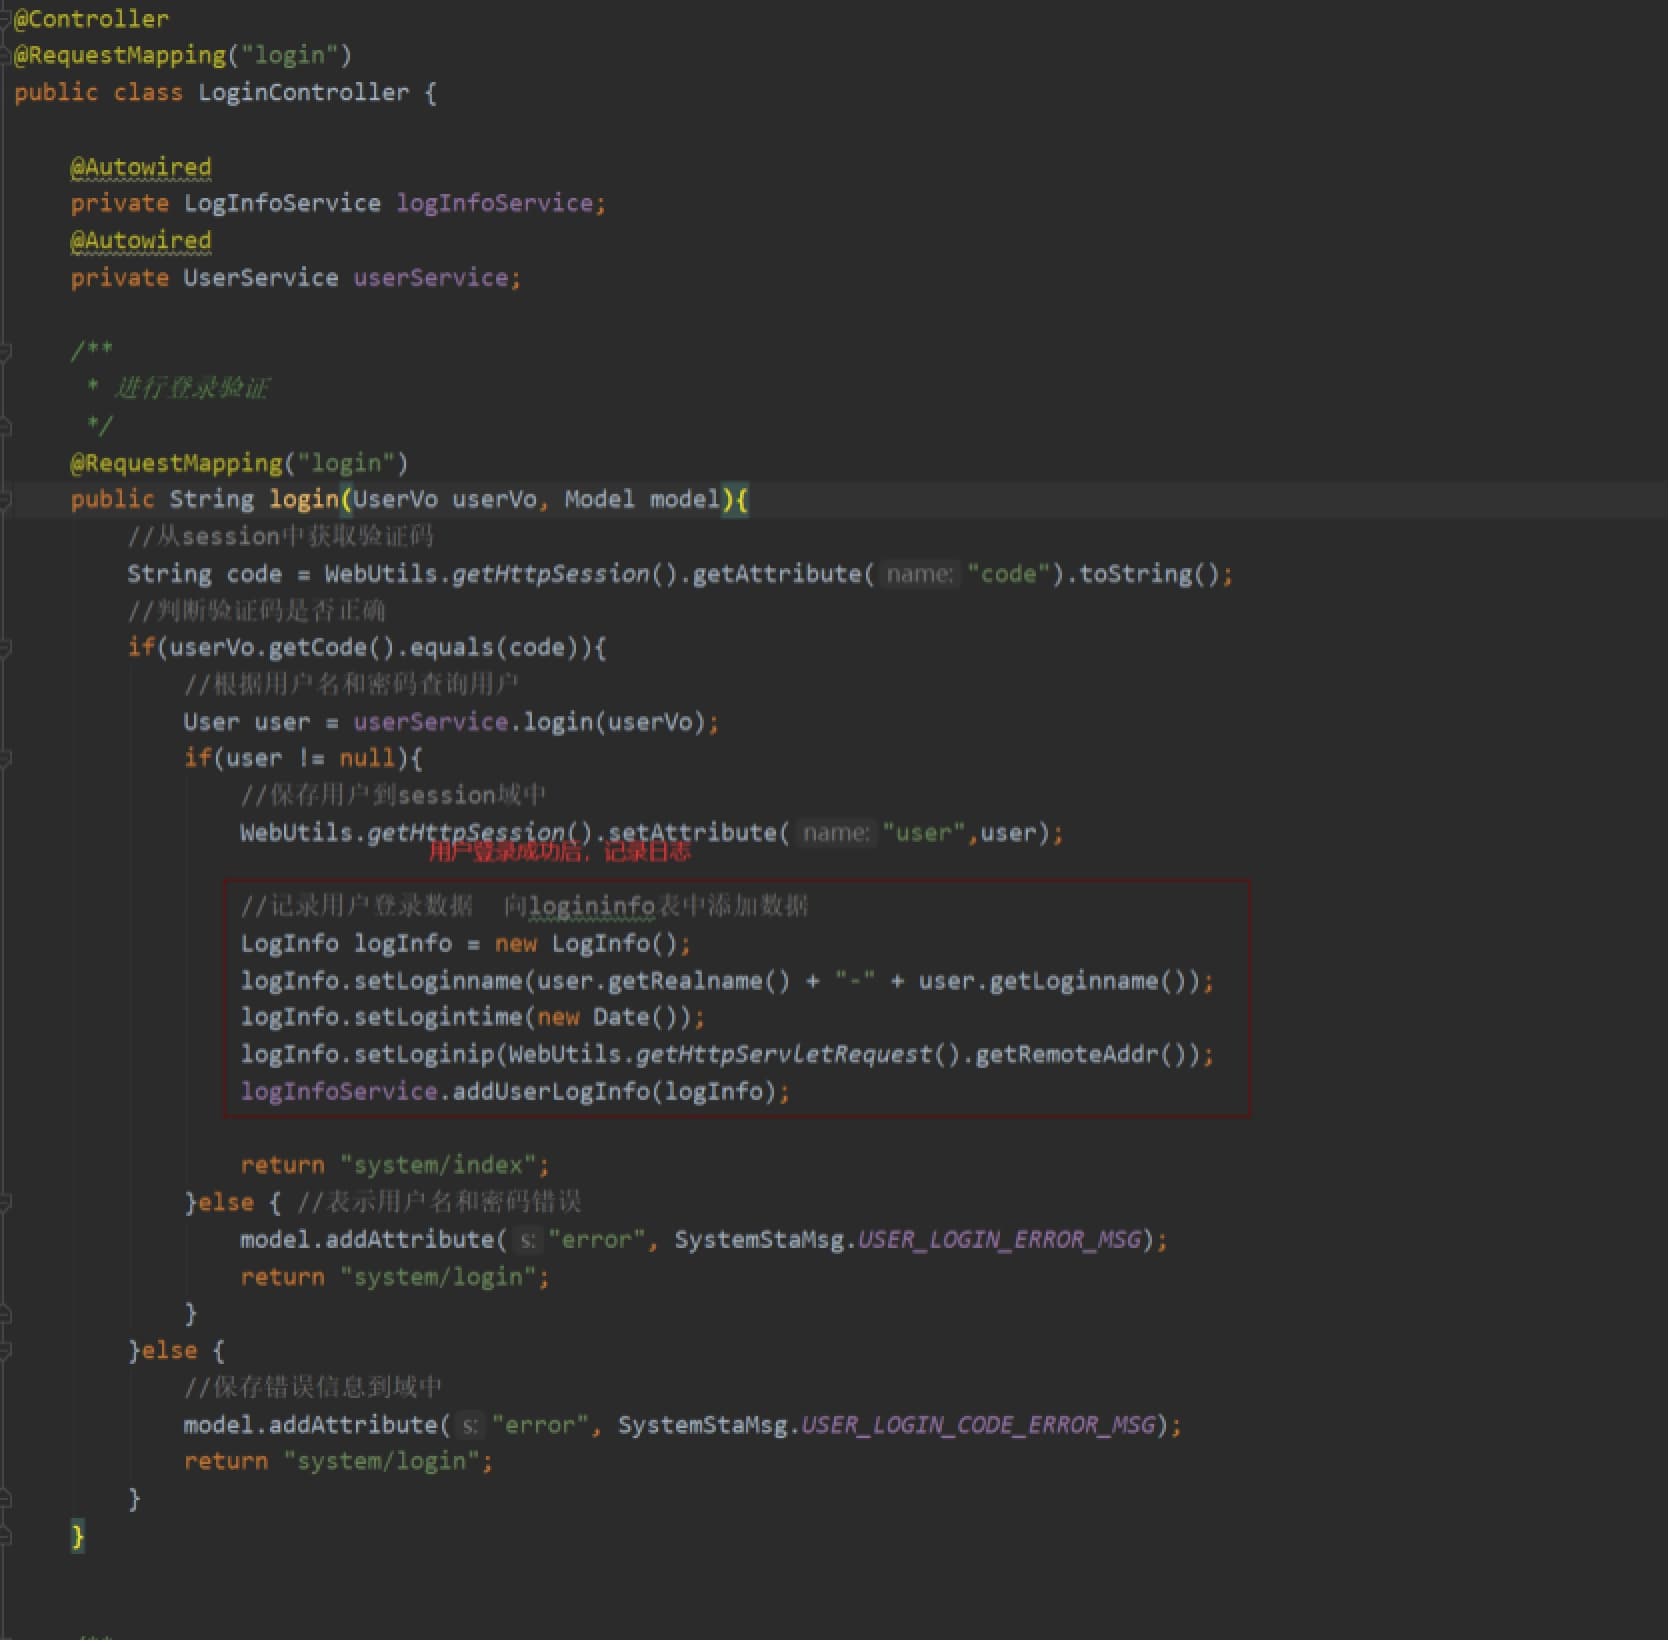 @Controller
@RequestMapping("login")
public class LoginController {
@Autowired
private LogInfoService logInfoService;
@Autowired
private UserService userService;
/**
* 进行登录验证
*/
@RequestMapping("login")
public String login(UserVo userVo, Model model){
//从session中获取验证码
String code = WebUtils.getHttpSession().getAttribute( name: "code").toString();
//判断验证码是否正确
if(userVo.getCode().equals(code)){
//根据用户名和密码查询用户
User user = userService.login(userVo);
if(user != null){
//保存用户到session域中
WebUtils.getHttpSession().setAttribute( name: "user",user);
用户登录成功后，记录日志
//记录用户登录数据 向logininfo表中添加数据
LogInfo logInfo = new LogInfo();
logInfo.setLoginname(user.getRealname() + "-" + user.getLoginname());
logInfo.setLogintime(new Date());
logInfo.setLoginip(WebUtils.getHttpServletRequest().getRemoteAddr());
logInfoService.addUserLogInfo(logInfo);
return "system/index";
}else { //表示用户名和密码错误
model.addAttribute( s: "error", SystemStaMsg.USER_LOGIN_ERROR_MSG);
return "system/login";
}
}else {
//保存错误信息到域中
model.addAttribute( s: "error", SystemStaMsg.USER_LOGIN_CODE_ERROR_MSG);
return "system/login";
}
}